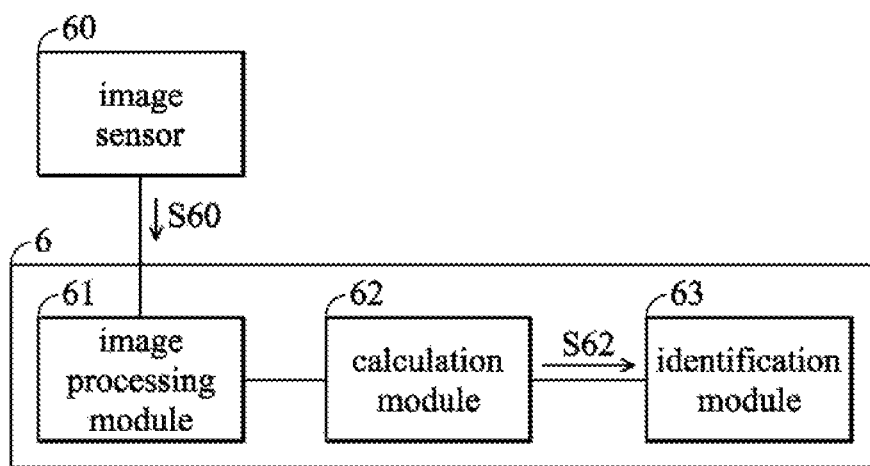 60
image
sensor
S60
6
61
image
processing
module
62
calculation
module
S62
63
identification
module